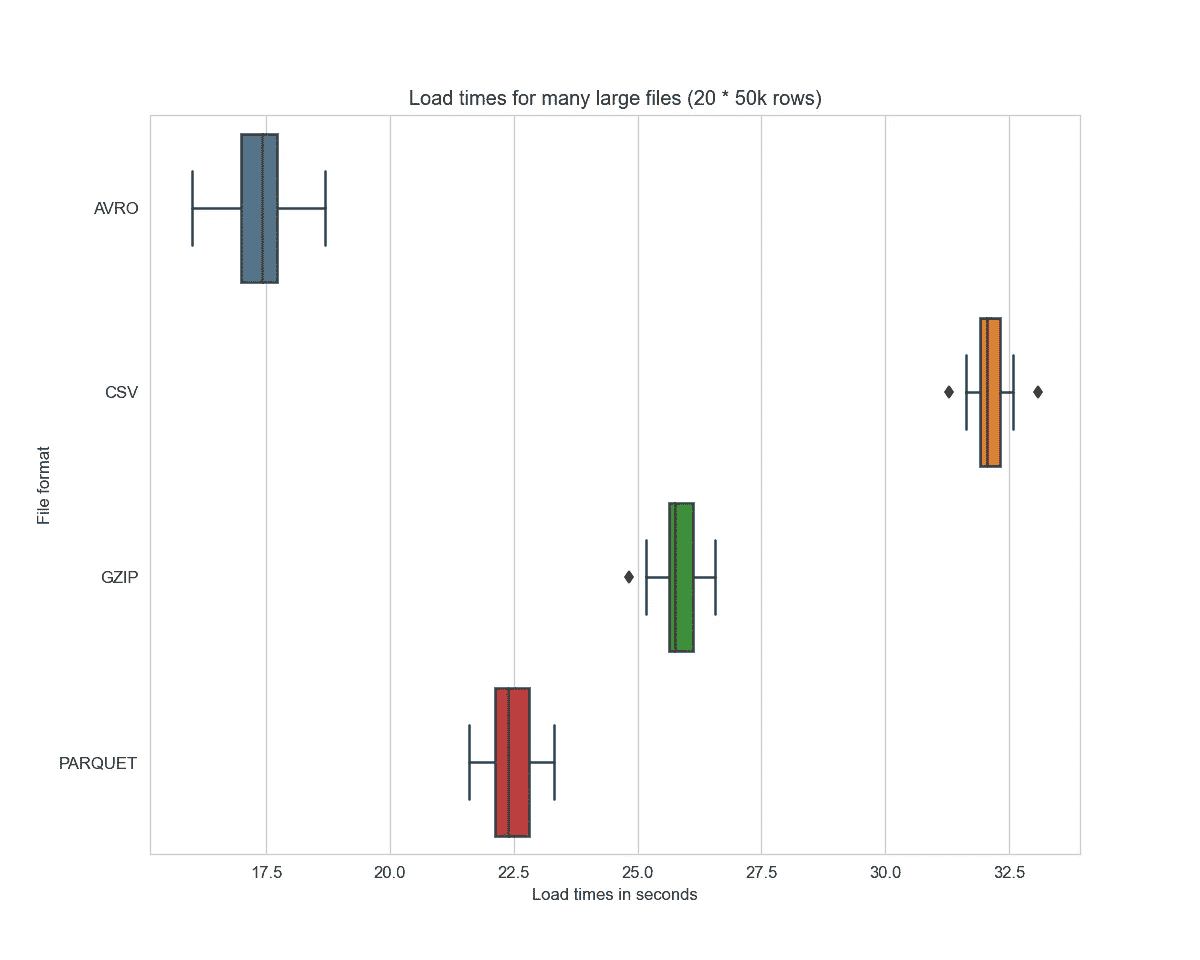 Load times for many large files (20 * 50k rows)
AVRO
CSV
File format
GZIP
PARQUET
17.5 20.0 22.5 25.0 27.5 30.0 32.5
Load times in seconds